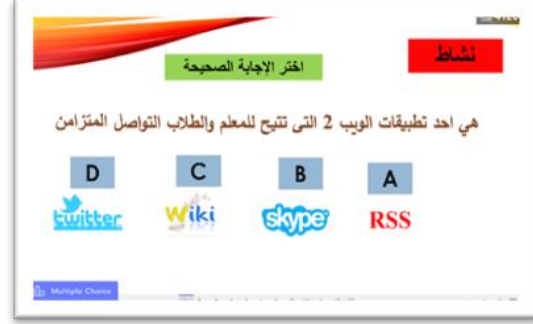 نشاط
اختر الإجابة الصحيحة
هي احد تطبيقات الويب 2 التى تتيح للمعلم والطلاب التواصل المتزامن
A
B
C
D
RSS
skype
Wiki
twitter
Multiple Choice